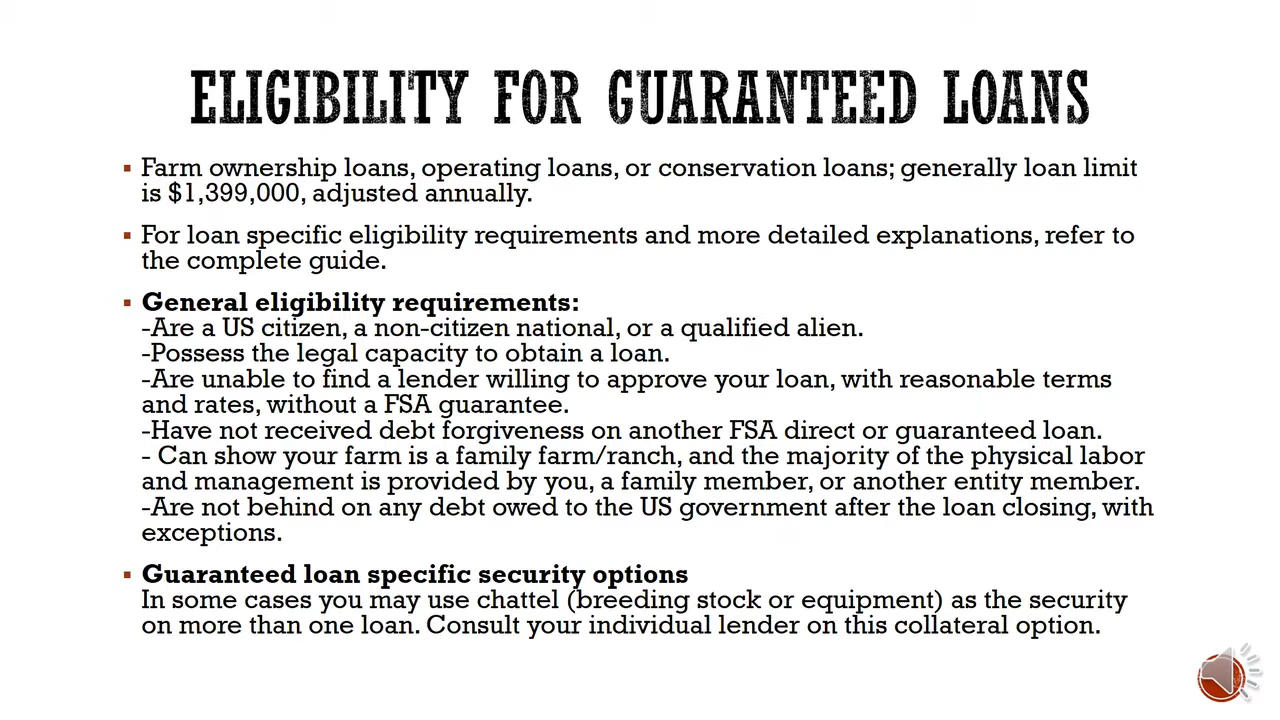 ELIGIBILITY FOR GUARANTEED LOANS
▪ Farm ownership loans, operating loans, or conservation loans; generally loan limit
is $1,399,000, adjusted annually.
▪ For loan specific eligibility requirements and more detailed explanations, refer to
the complete guide.
▪ General eligibility requirements:
-Are a US citizen, a non-citizen national, or a qualified alien.
-Possess the legal capacity to obtain a loan.
-Are unable to find a lender willing to approve your loan, with reasonable terms
and rates, without a FSA guarantee.
-Have not received debt forgiveness on another FSA direct or guaranteed loan.
- Can show your farm is a family farm/ranch, and the majority of the physical labor
and management is provided by you, a family member, or another entity member.
-Are not behind on any debt owed to the US government after the loan closing, with
exceptions.
▪ Guaranteed loan specific security options
In some cases you may use chattel (breeding stock or equipment) as the security
on more than one loan. Consult your individual lender on this collateral option.